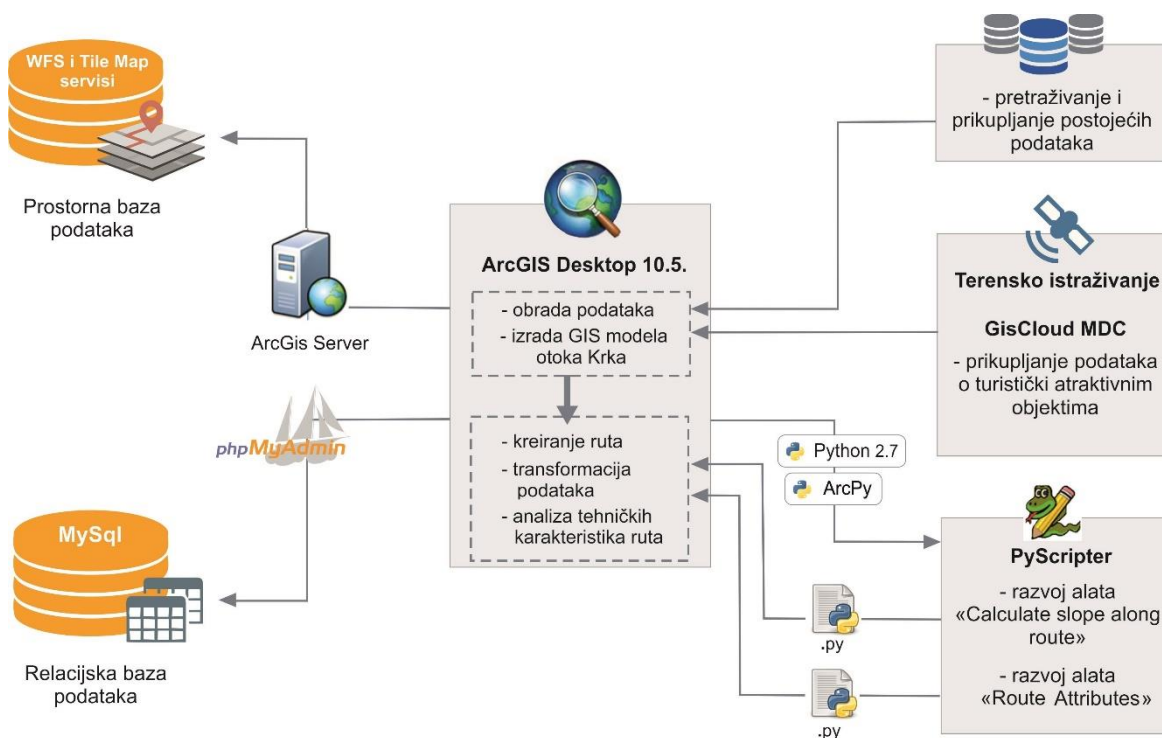 WFS i Tile Map
servisi
Prostorna baza
podataka
ArcGis Server
phpMyAdmin
MySql
Relacijska baza
podataka
ArcGIS Desktop 10.5.
- obrada podataka
- izrada GIS modela
otoka Krka
- kreiranje ruta
- transformacija
podataka
- analiza tehničkih
karakteristika ruta
- pretraživanje i
prikupljanje postojećih
podataka
Terensko istraživanje
GisCloud MDC
- prikupljanje podataka
o turistički atraktivnim
objektima
Python 2.7
ArcPy
PyScripter
- razvoj alata
«Calculate slope along
route»
- razvoj alata
«Route Attributes»
.py
.py